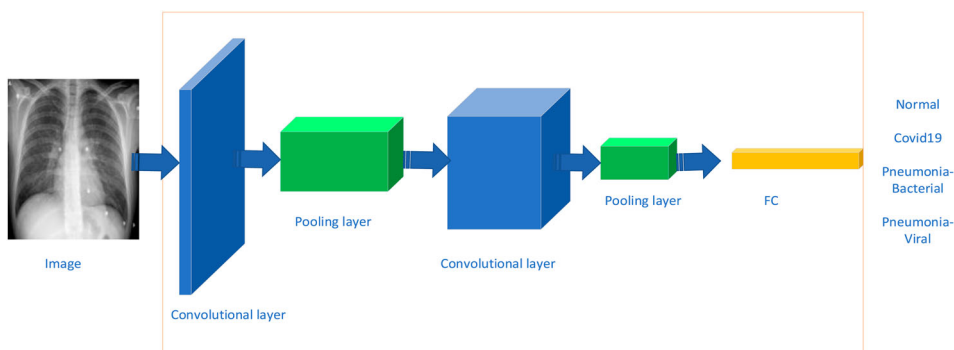 Image
Convolutional layer
Pooling layer
Convolutional layer
Pooling layer
FC
Normal
Covid19
Pneumonia-
Bacterial
Pneumonia-
Viral